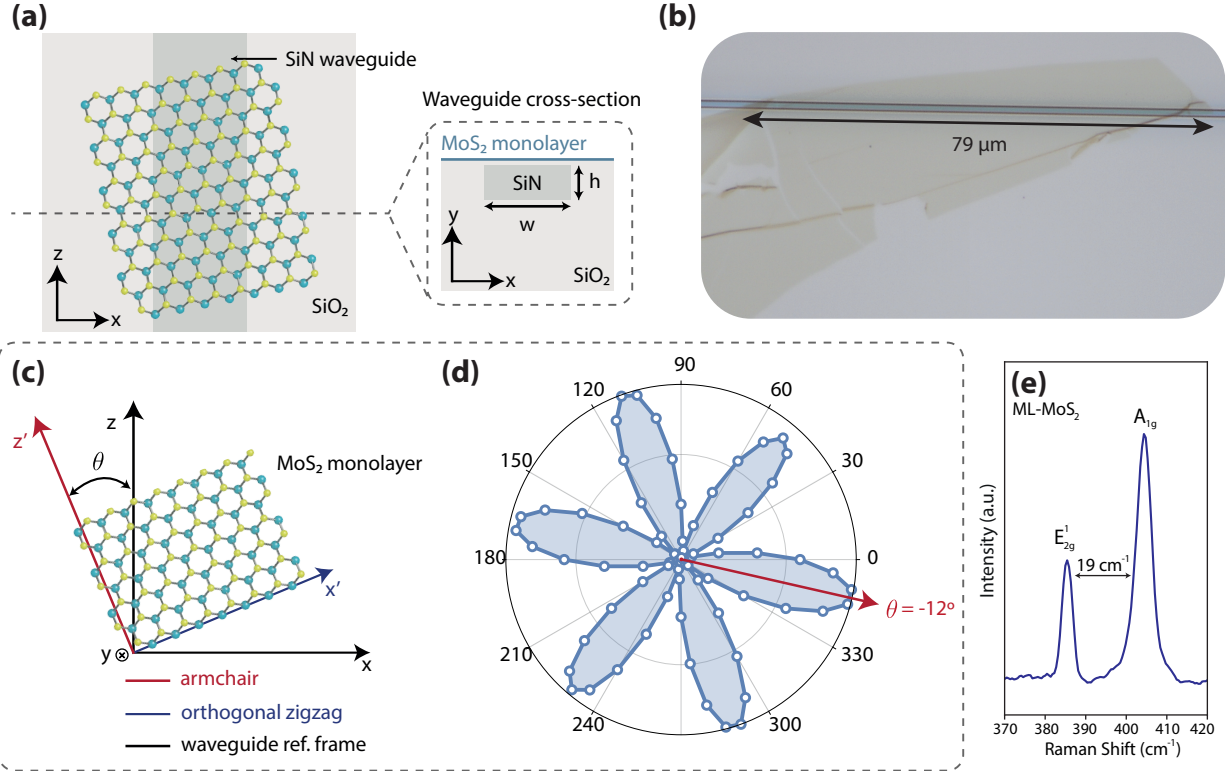 (a)
SiN waveguide
z
x
SiO₂
Waveguide cross-section
MoS₂ monolayer
SiN
h
w
y
x
SiO₂
(b)
79 μm
(c)
z'
z
θ
MoS₂ monolayer
x'
y
x
armchair
orthogonal zigzag
waveguide ref. frame
(d)
90
120
60
150
30
180
0
θ = -12º
210
330
240
300
(e)
ML-MoS₂
A₁g
E¹₂g
19 cm⁻¹
Intensity (a.u.)
370 380 390 400 410 420
Raman Shift (cm⁻¹)